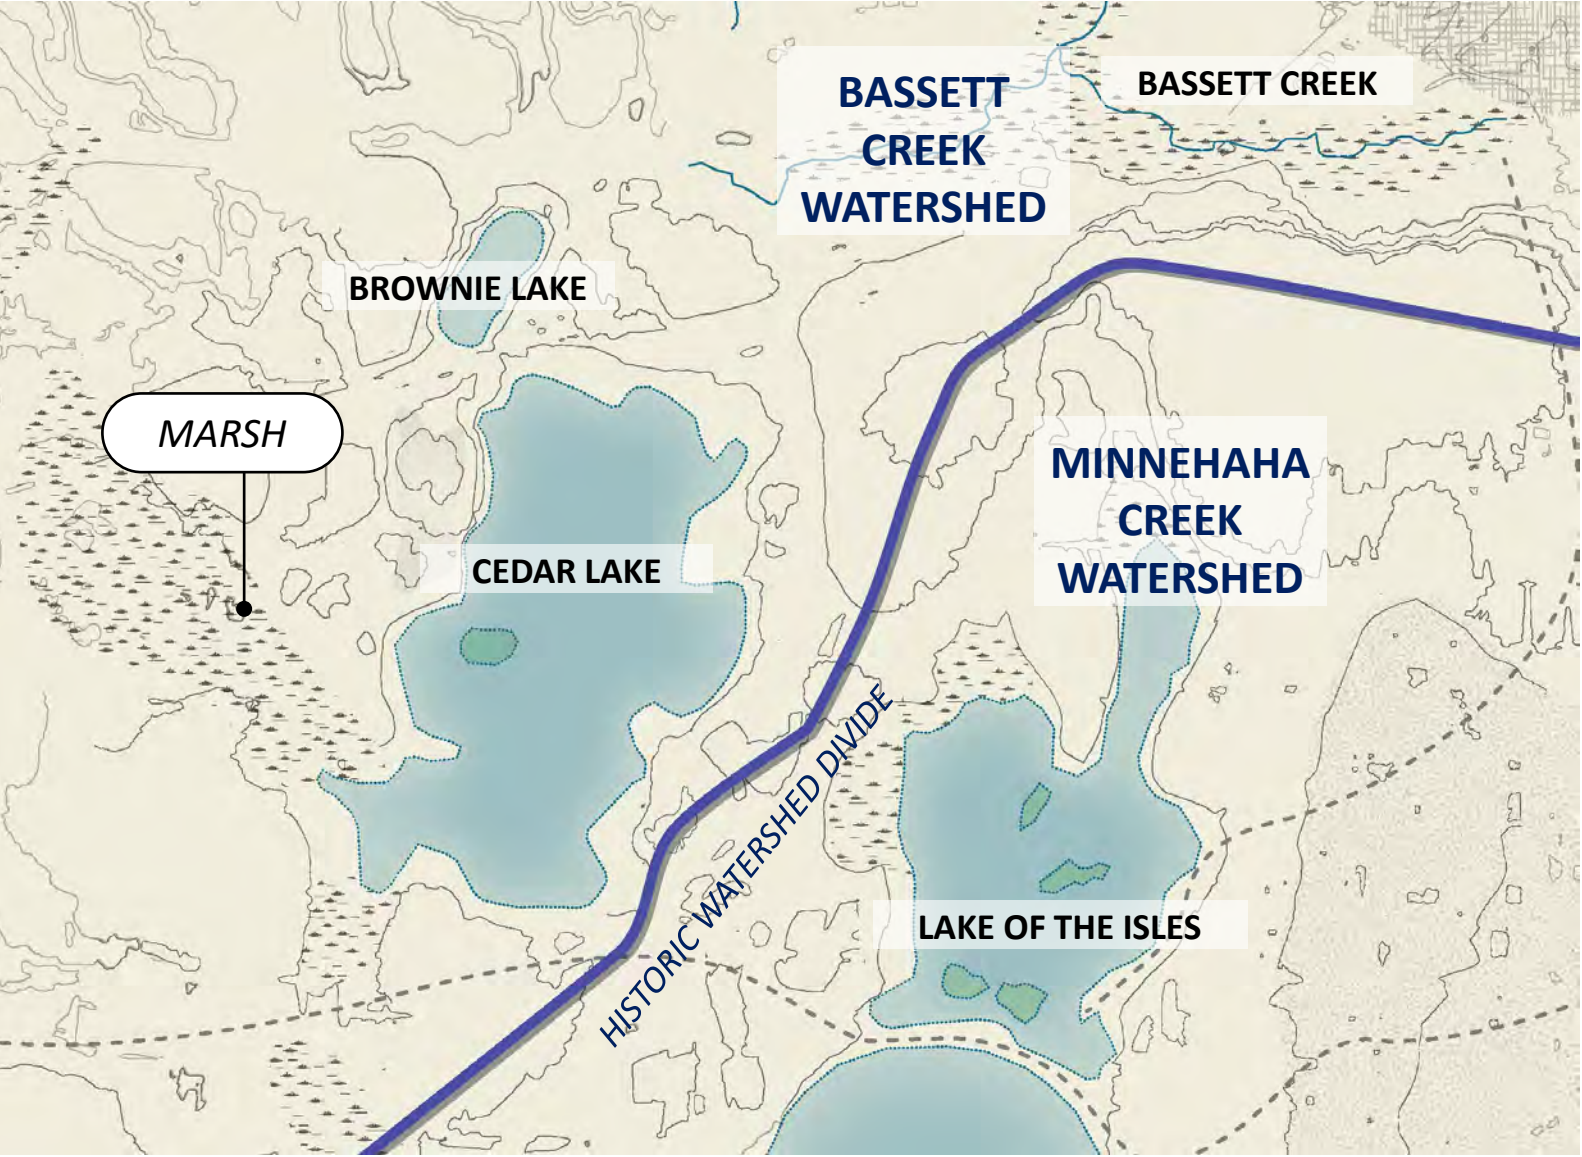 BASSETT
CREEK
WATERSHED
BASSETT CREEK
BROWNIE LAKE
MARSH
MINNEHAHA
CREEK
WATERSHED
CEDAR LAKE
HISTORIC WATERSHED DIVIDE
LAKE OF THE ISLES